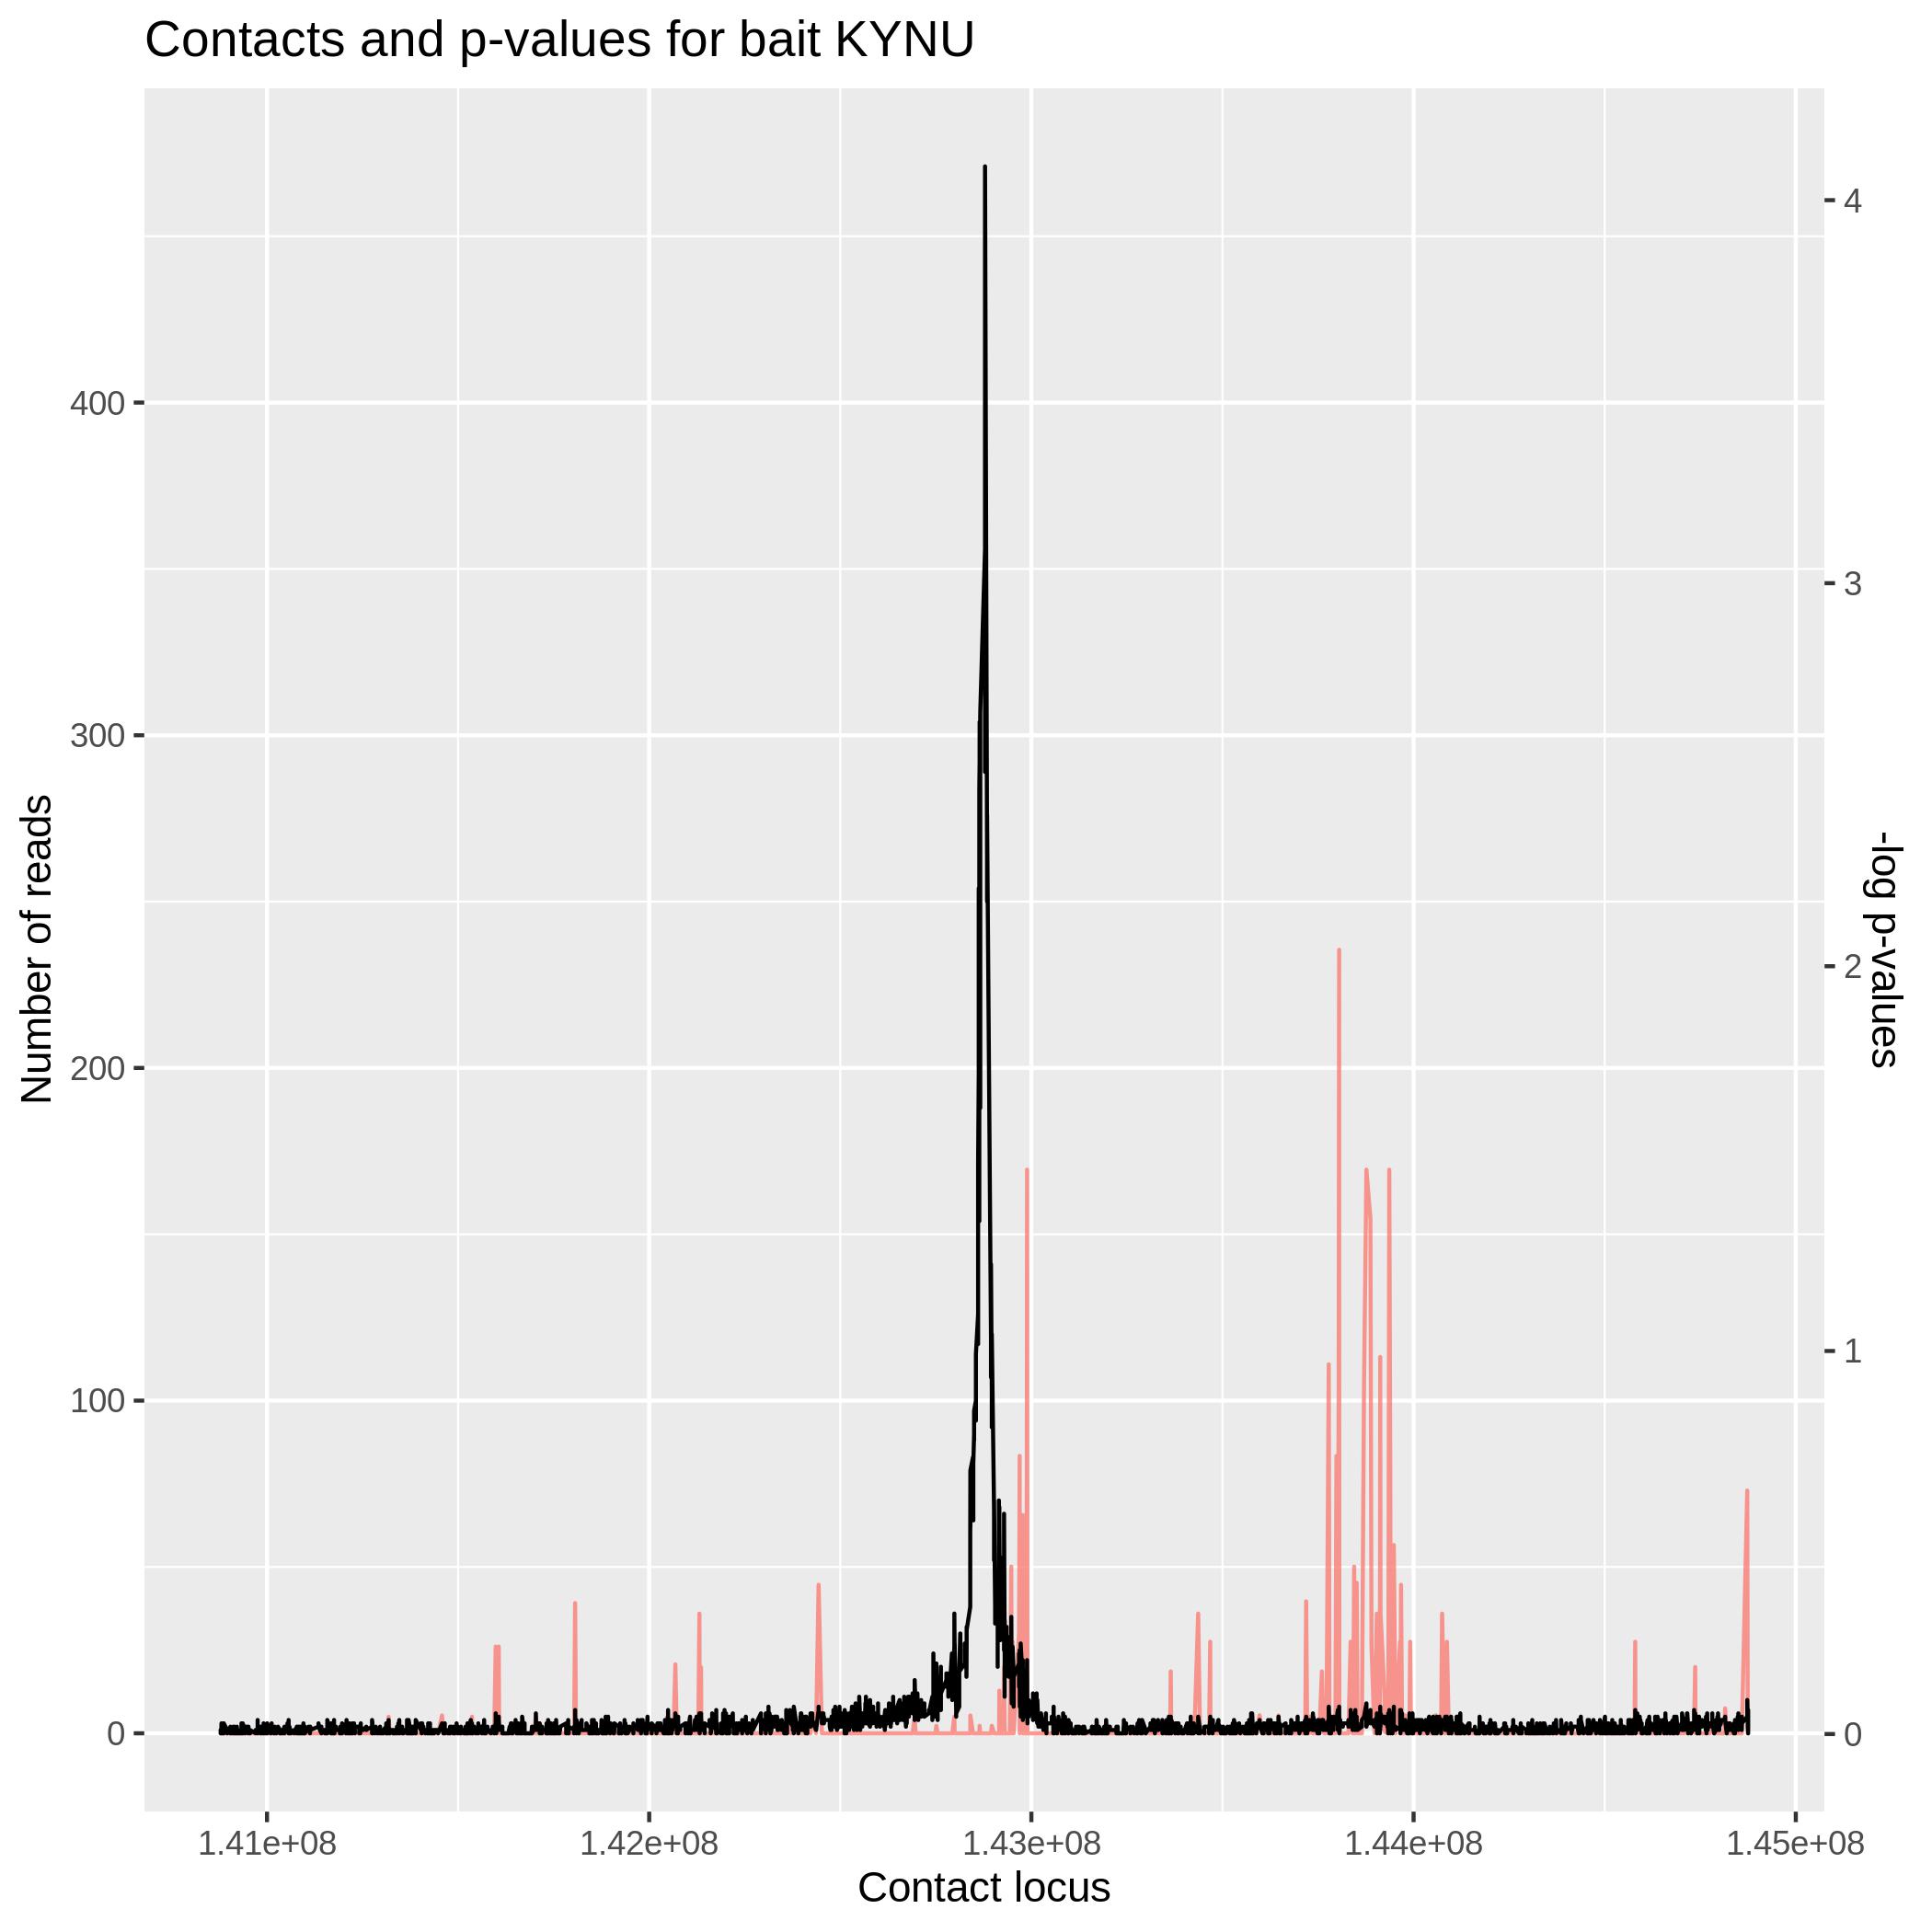 Contacts and p-values for bait KYNU
400
300
200
100
0
Number of reads
4
3
2
1
0
-log p-values
1.41e+08
1.42e+08
1.43e+08
1.44e+08
1.45e+08
Contact locus